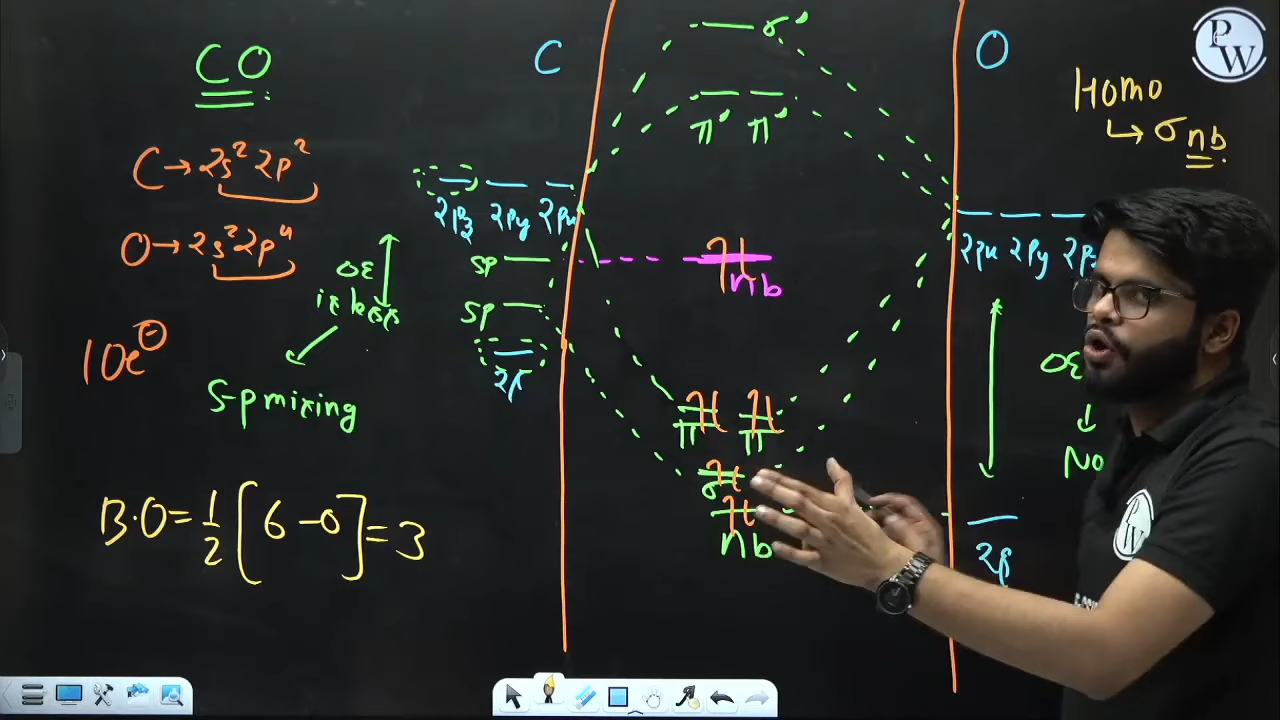 CO
C → 2s² 2p²
O → 2s² 2p⁴
10e⁻
ΔE
is less
S-p mixing
B.O = 1/2 [6 - 0] = 3
C
2pz 2py 2px
sp
sp
2s
σ*
π* π*
nb
π π
σ
nb
O
2px 2py 2pz
ΔE
NO
2s
Homo
↳ σ nb
PW